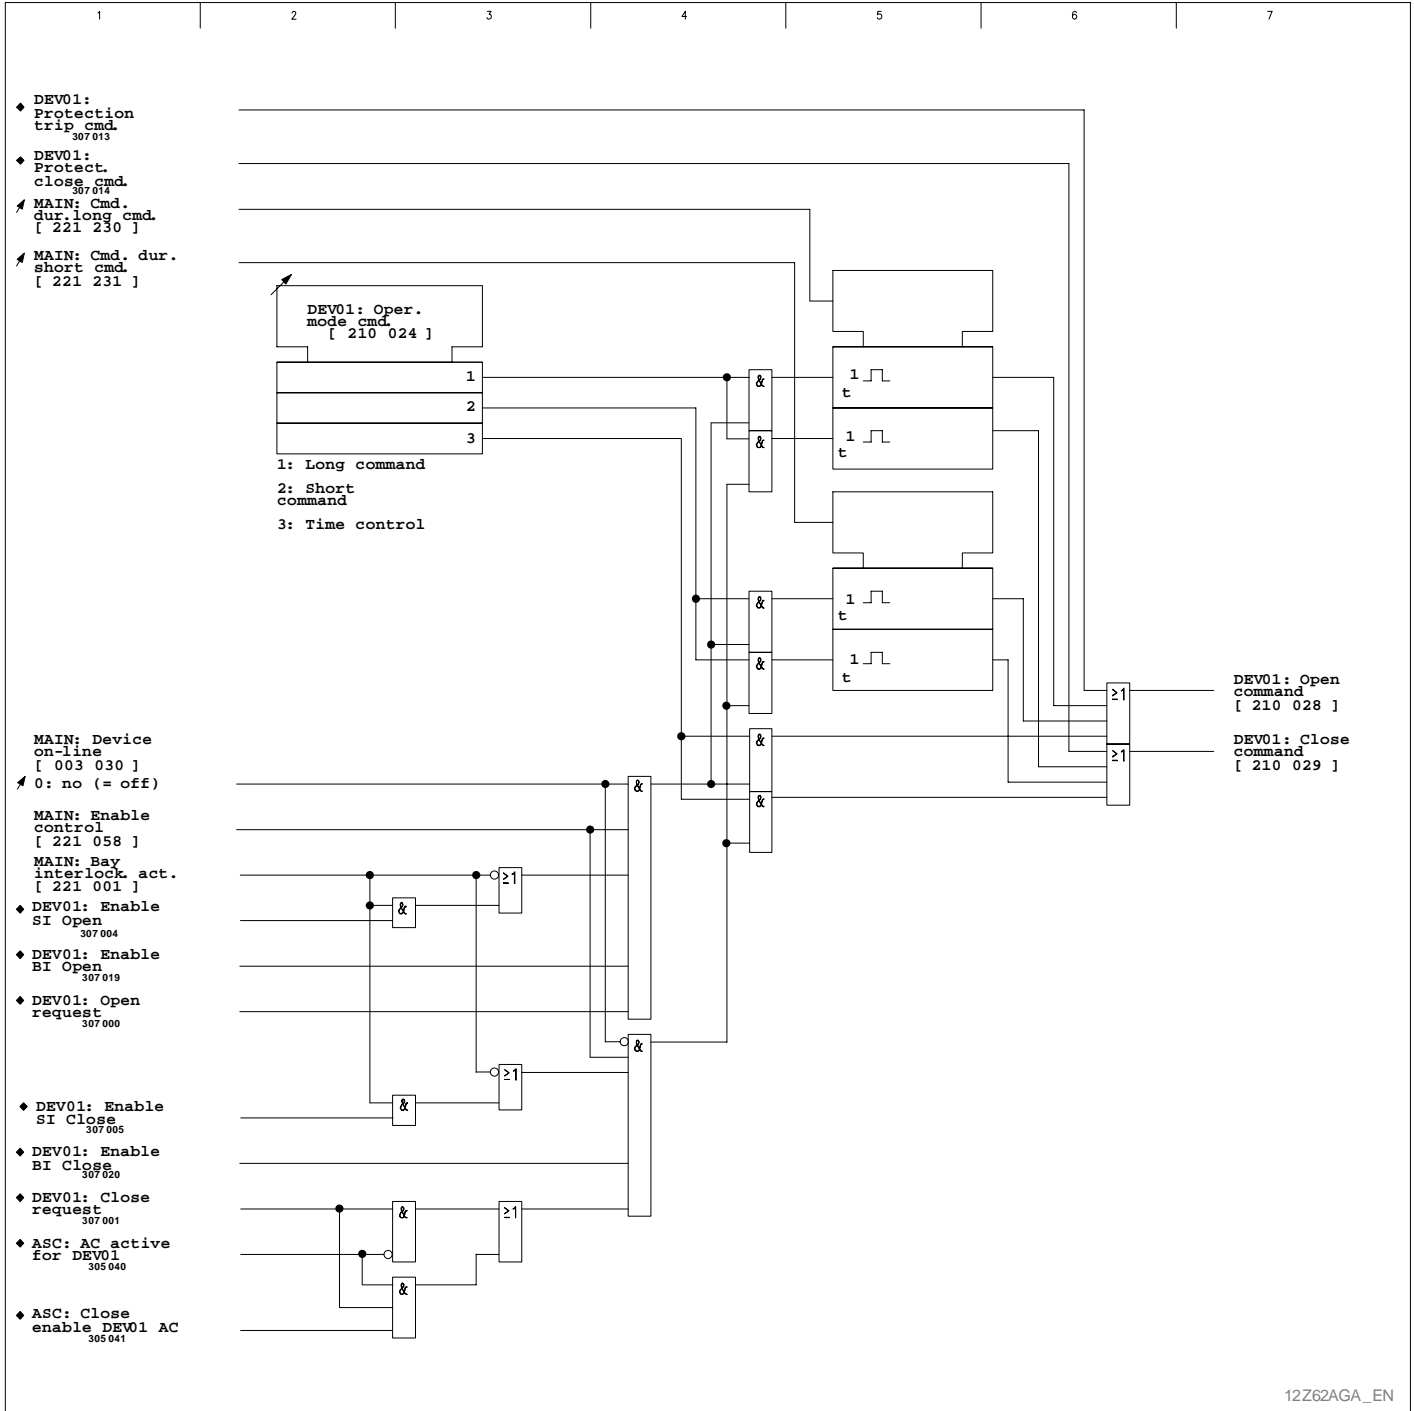 1 2 3 4 5 6 7
DEV01:
Protection
trip cmd.
307 013
DEV01:
Protect.
close cmd.
307 014
MAIN: Cmd.
dur.long cmd.
[ 221 230 ]
MAIN: Cmd. dur.
short cmd.
[ 221 231 ]
DEV01: Oper.
mode cmd.
[ 210 024 ]
1
2
3
1: Long command
2: Short
command
3: Time control
&
&
1
t
1
t
&
&
1
t
1
t
&
&
≥1
≥1
DEV01: Open
command
[ 210 028 ]
DEV01: Close
command
[ 210 029 ]
MAIN: Device
on-line
[ 003 030 ]
0: no (= off)
&
MAIN: Enable
control
[ 221 058 ]
MAIN: Bay
interlock. act.
[ 221 001 ]
≥1
DEV01: Enable
SI Open
307 004
&
DEV01: Enable
BI Open
307 019
DEV01: Open
request
307 000
&
≥1
DEV01: Enable
SI Close
307 005
&
DEV01: Enable
BI Close
307 020
DEV01: Close
request
307 001
&
≥1
ASC: AC active
for DEV01
305 040
&
ASC: Close
enable DEV01 AC
305 041
12Z62AGA_EN